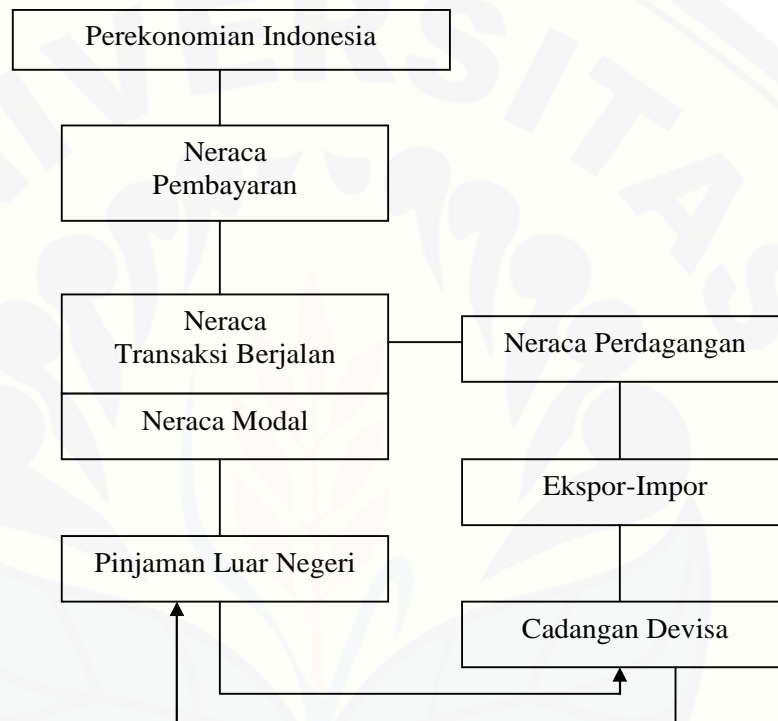 Perekonomian Indonesia
Neraca
Pembayaran
Neraca
Transaksi Berjalan
Neraca Modal
Neraca Perdagangan
Ekspor-Impor
Pinjaman Luar Negeri
Cadangan Devisa